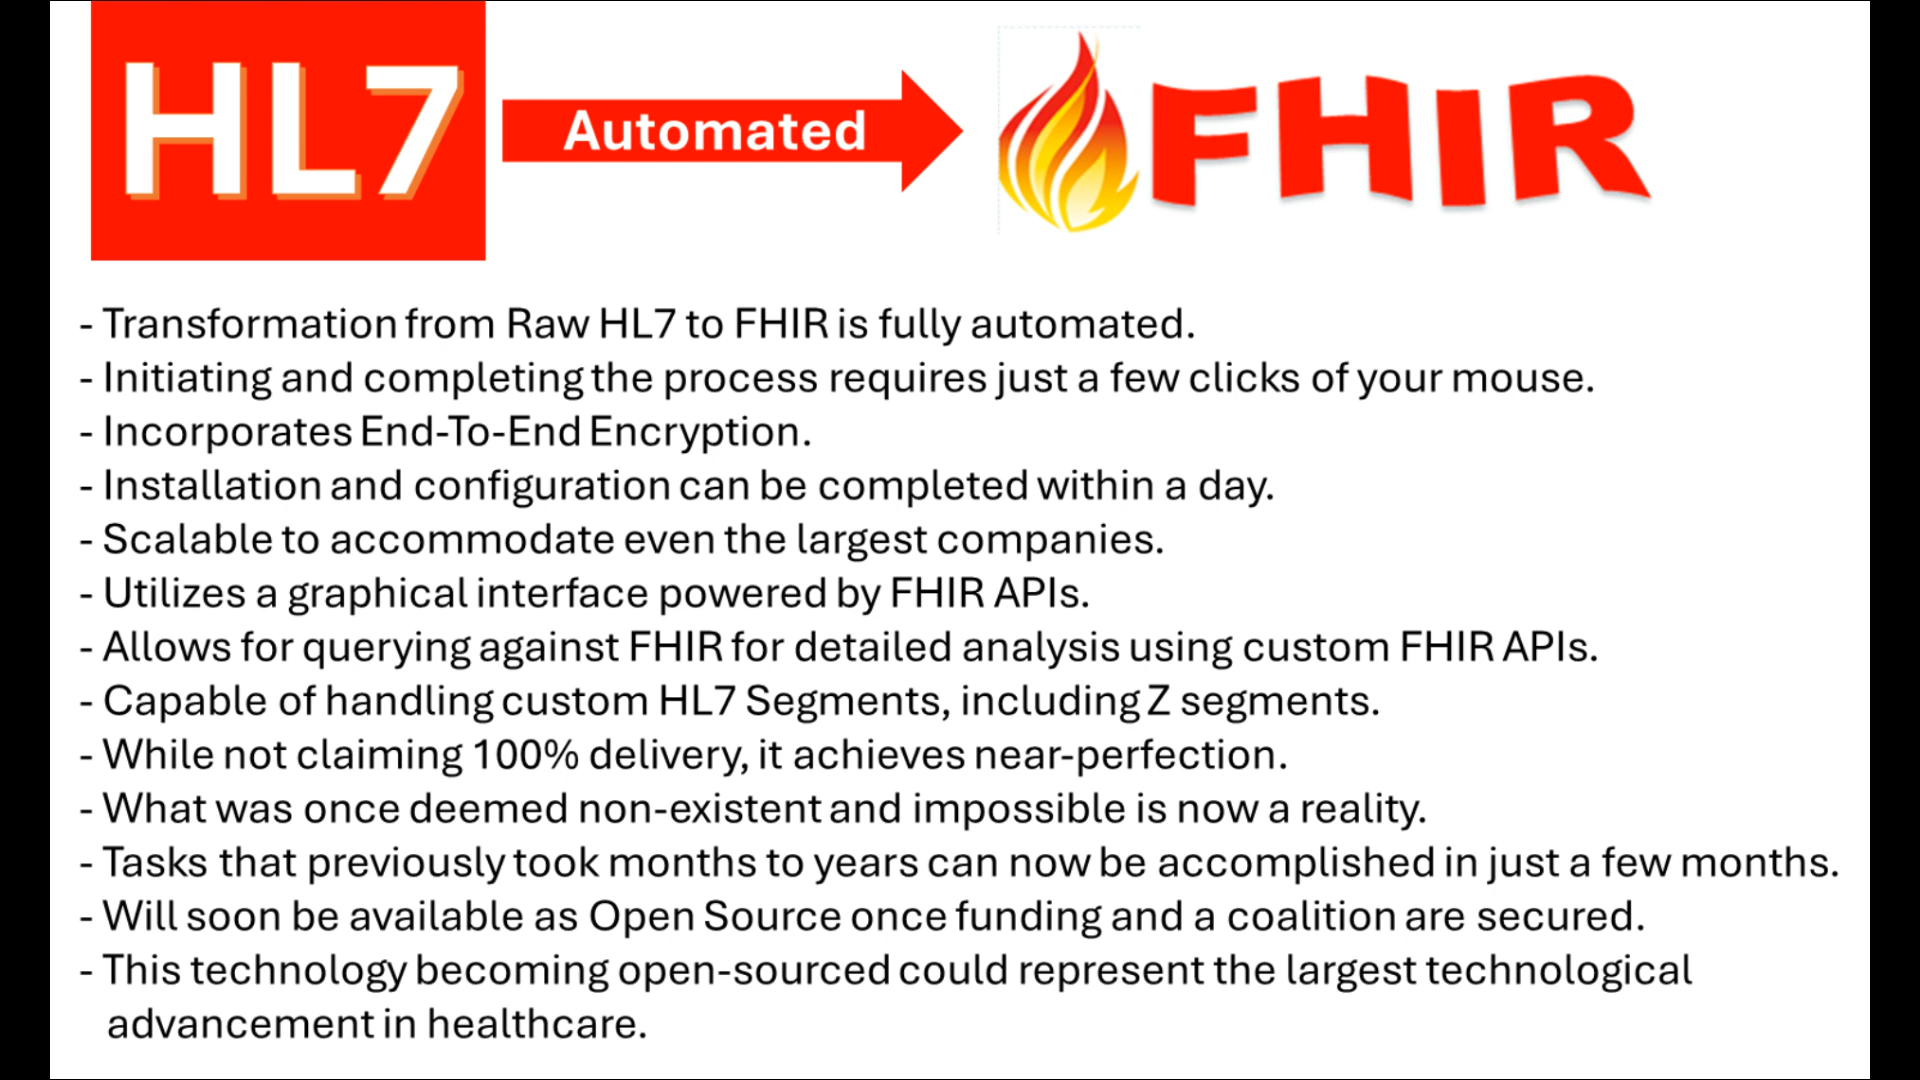 HL7
Automated
FHIR
- Transformation from Raw HL7 to FHIR is fully automated.
- Initiating and completing the process requires just a few clicks of your mouse.
- Incorporates End-To-End Encryption.
- Installation and configuration can be completed within a day.
- Scalable to accommodate even the largest companies.
- Utilizes a graphical interface powered by FHIR APIs.
- Allows for querying against FHIR for detailed analysis using custom FHIR APIs.
- Capable of handling custom HL7 Segments, including Z segments.
- While not claiming 100% delivery, it achieves near-perfection.
- What was once deemed non-existent and impossible is now a reality.
- Tasks that previously took months to years can now be accomplished in just a few months.
- Will soon be available as Open Source once funding and a coalition are secured.
- This technology becoming open-sourced could represent the largest technological
advancement in healthcare.